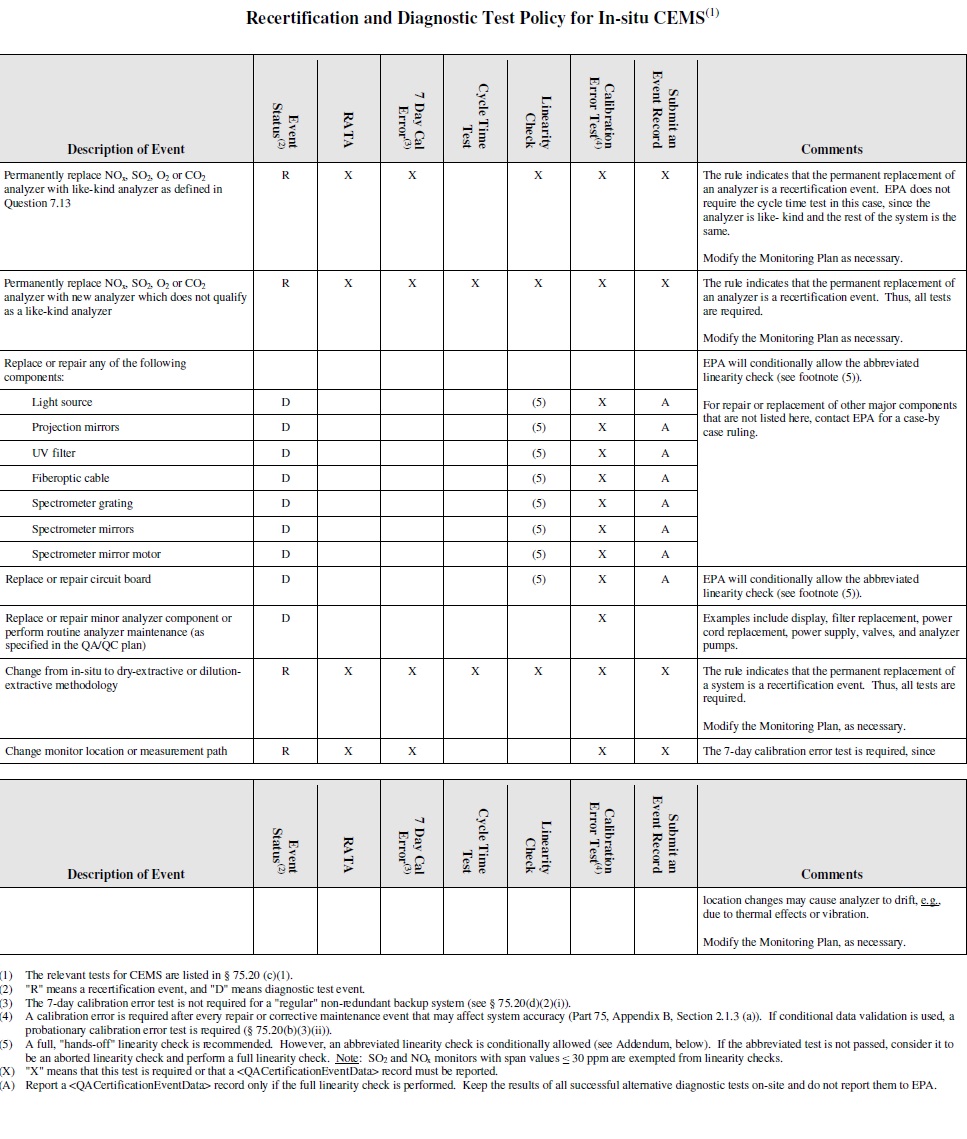 Recertification and Diagnostic Test Policy for In-situ CEMS(1)
Description of Event
Event Status(2)
RATA
7 Day Cal Error(3)
Cycle Time Test
Linearity Check
Calibration Error Test(4)
Submit an Event Record
Comments
Permanently replace NOx, SO2, O2 or CO2
analyzer with like-kind analyzer as defined in
Question 7.13
R X X X X X
The rule indicates that the permanent replacement of
an analyzer is a recertification event. EPA does not
require the cycle time test in this case, since the
analyzer is like- kind and the rest of the system is the
same.
Modify the Monitoring Plan as necessary.
Permanently replace NOx, SO2, O2 or CO2
analyzer with new analyzer which does not qualify
as a like-kind analyzer
R X X X X X X
The rule indicates that the permanent replacement of
an analyzer is a recertification event. Thus, all tests
are required.
Modify the Monitoring Plan as necessary.
Replace or repair any of the following
components:
EPA will conditionally allow the abbreviated
linearity check (see footnote (5)).
For repair or replacement of other major components
that are not listed here, contact EPA for a case-by
case ruling.
Light source D (5) X A
Projection mirrors D (5) X A
UV filter D (5) X A
Fiberoptic cable D (5) X A
Spectrometer grating D (5) X A
Spectrometer mirrors D (5) X A
Spectrometer mirror motor D (5) X A
Replace or repair circuit board D (5) X A
EPA will conditionally allow the abbreviated
linearity check (see footnote (5)).
Replace or repair minor analyzer component or
perform routine analyzer maintenance (as
specified in the QA/QC plan)
D X
Examples include display, filter replacement, power
cord replacement, power supply, valves, and analyzer
pumps.
Change from in-situ to dry-extractive or dilution-
extractive methodology
R X X X X X X
The rule indicates that the permanent replacement of
a system is a recertification event. Thus, all tests are
required.
Modify the Monitoring Plan, as necessary.
Change monitor location or measurement path R X X X X
The 7-day calibration error test is required, since
Description of Event
Event Status(2)
RATA
7 Day Cal Error(3)
Cycle Time Test
Linearity Check
Calibration Error Test(4)
Submit an Event Record
Comments
location changes may cause analyzer to drift, e.g.,
due to thermal effects or vibration.
Modify the Monitoring Plan, as necessary.
(1) The relevant tests for CEMS are listed in § 75.20 (c)(1).
(2) "R" means a recertification event, and "D" means diagnostic test event.
(3) The 7-day calibration error test is not required for a "regular" non-redundant backup system (see § 75.20(d)(2)(i)).
(4) A calibration error is required after every repair or corrective maintenance event that may affect system accuracy (Part 75, Appendix B, Section 2.1.3 (a)). If conditional data validation is used, a
probationary calibration error test is required (§ 75.20(b)(3)(ii)).
(5) A full, "hands-off" linearity check is recommended. However, an abbreviated linearity check is conditionally allowed (see Addendum, below). If the abbreviated test is not passed, consider it to
be an aborted linearity check and perform a full linearity check. Note: SO2 and NOx monitors with span values ≤ 30 ppm are exempted from linearity checks.
(X) "X" means that this test is required or that a <QACertificationEventData> record must be reported.
(A) Report a <QACertificationEventData> record only if the full linearity check is performed. Keep the results of all successful alternative diagnostic tests on-site and do not report them to EPA.